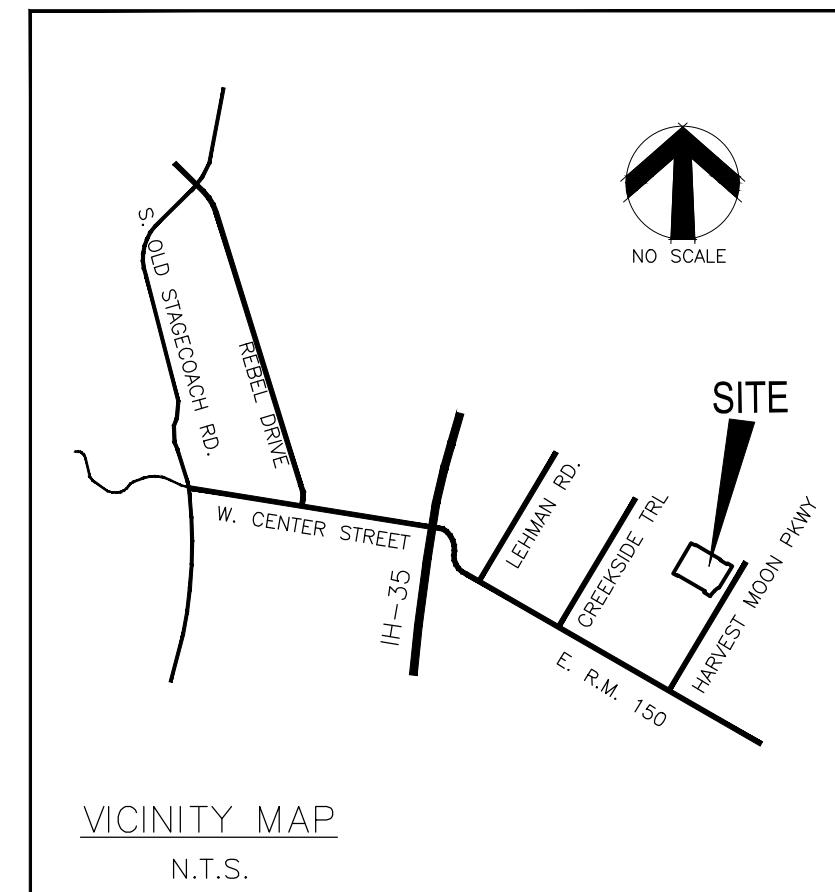 NO SCALE
S. OLD STAGECOACH RD.
REBEL DRIVE
SITE
W. CENTER STREET
IH-35
LEHMAN RD.
CREEKSIDE TRL
HARVEST MOON PKWY
E. R.M. 150
VICINITY MAP
N.T.S.